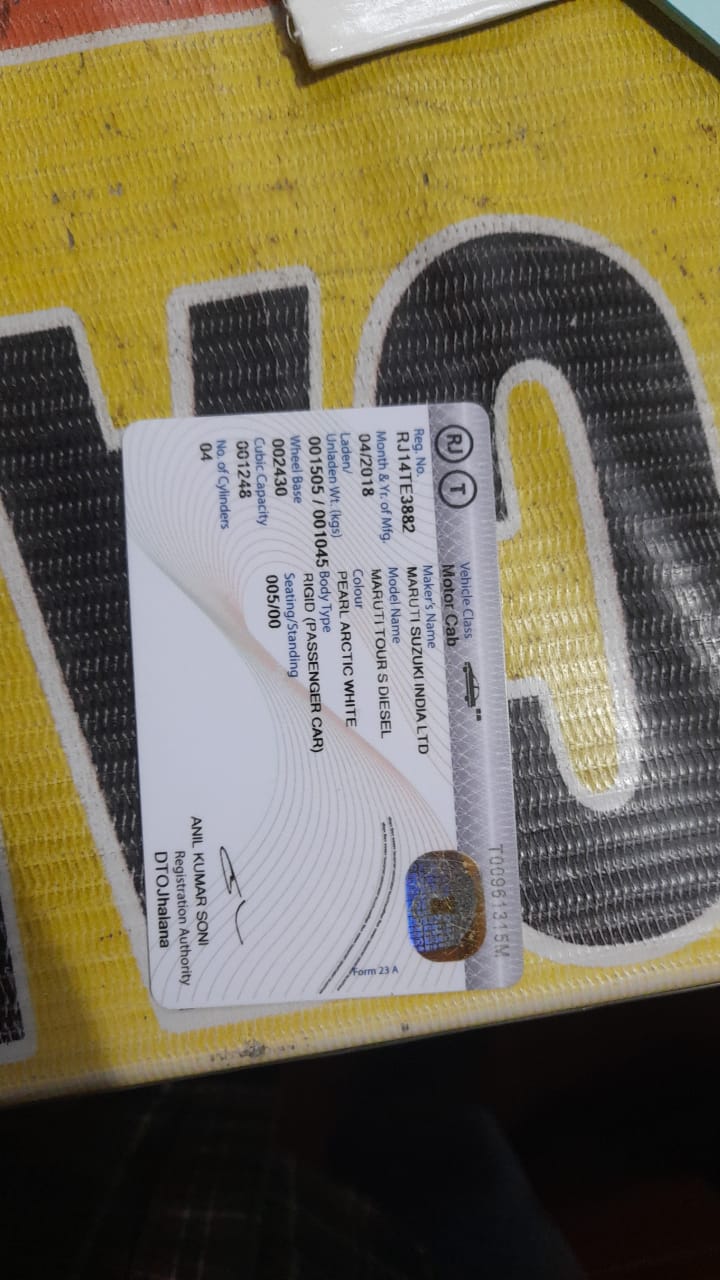 RJ T
Vehicle Class
Motor Cab
T00961315M
Reg. No.
RJ14TE3882
Maker's Name
MARUTI SUZUKI INDIA LTD
Month & Yr. of Mfg.
04/2018
Model Name
MARUTI TOUR S DIESEL
Laden/
Unladen Wt. (kgs)
001505 / 001045
Colour
PEARL ARCTIC WHITE
Wheel Base
002430
Body Type
RIGID (PASSENGER CAR)
Cubic Capacity
001248
Seating/Standing
005/00
No. of Cylinders
04
Form 23 A
ANIL KUMAR SONI
Registration Authority
DTOJhalana